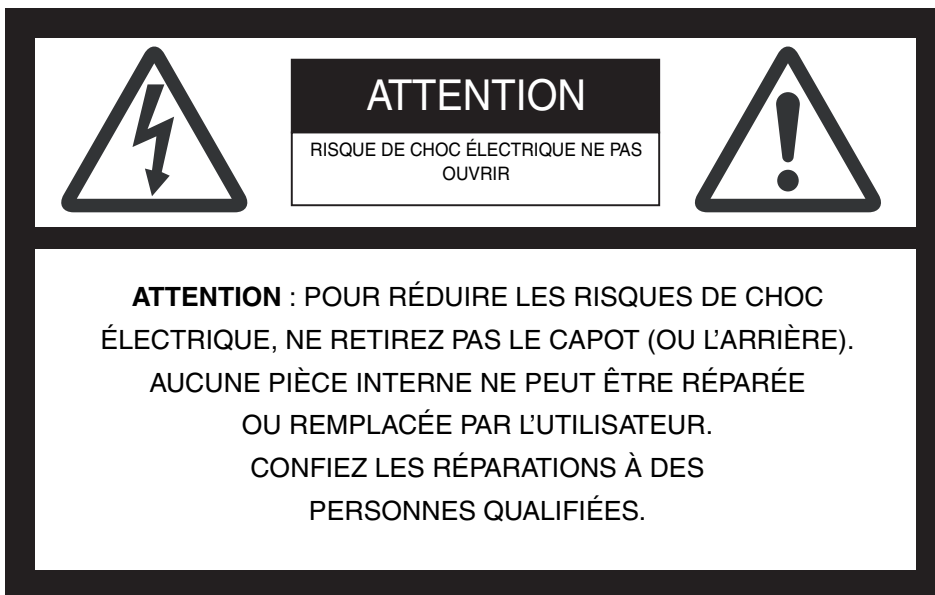 ATTENTION
RISQUE DE CHOC ÉLECTRIQUE NE PAS
OUVRIR
ATTENTION : POUR RÉDUIRE LES RISQUES DE CHOC
ÉLECTRIQUE, NE RETIREZ PAS LE CAPOT (OU L’ARRIÈRE).
AUCUNE PIÈCE INTERNE NE PEUT ÊTRE RÉPARÉE
OU REMPLACÉE PAR L’UTILISATEUR.
CONFIEZ LES RÉPARATIONS À DES
PERSONNES QUALIFIÉES.